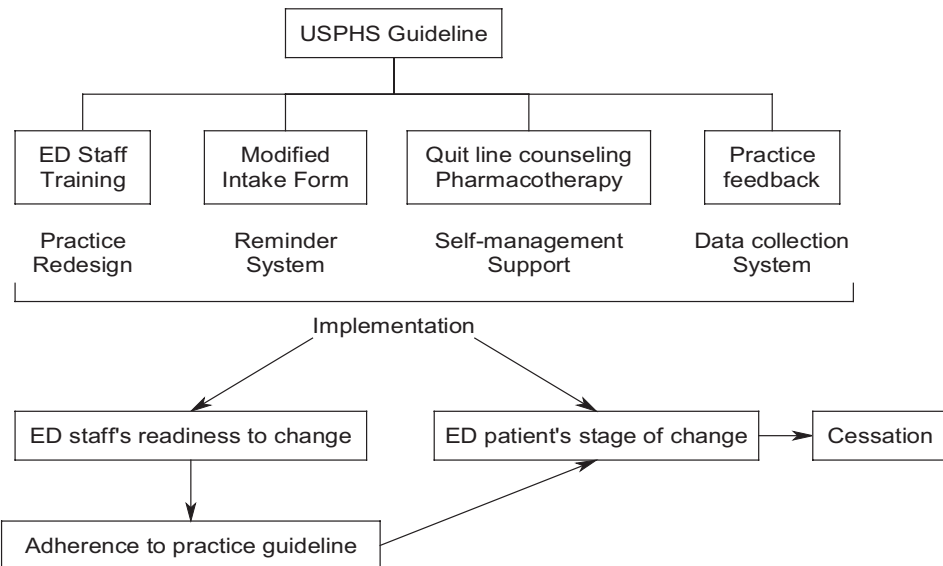 USPHS Guideline
ED Staff
Training
Modified
Intake Form
Quit line counseling
Pharmacotherapy
Practice
feedback
Practice
Redesign
Reminder
System
Self-management
Support
Data collection
System
Implementation
ED staff's readiness to change
ED patient's stage of change
Cessation
Adherence to practice guideline